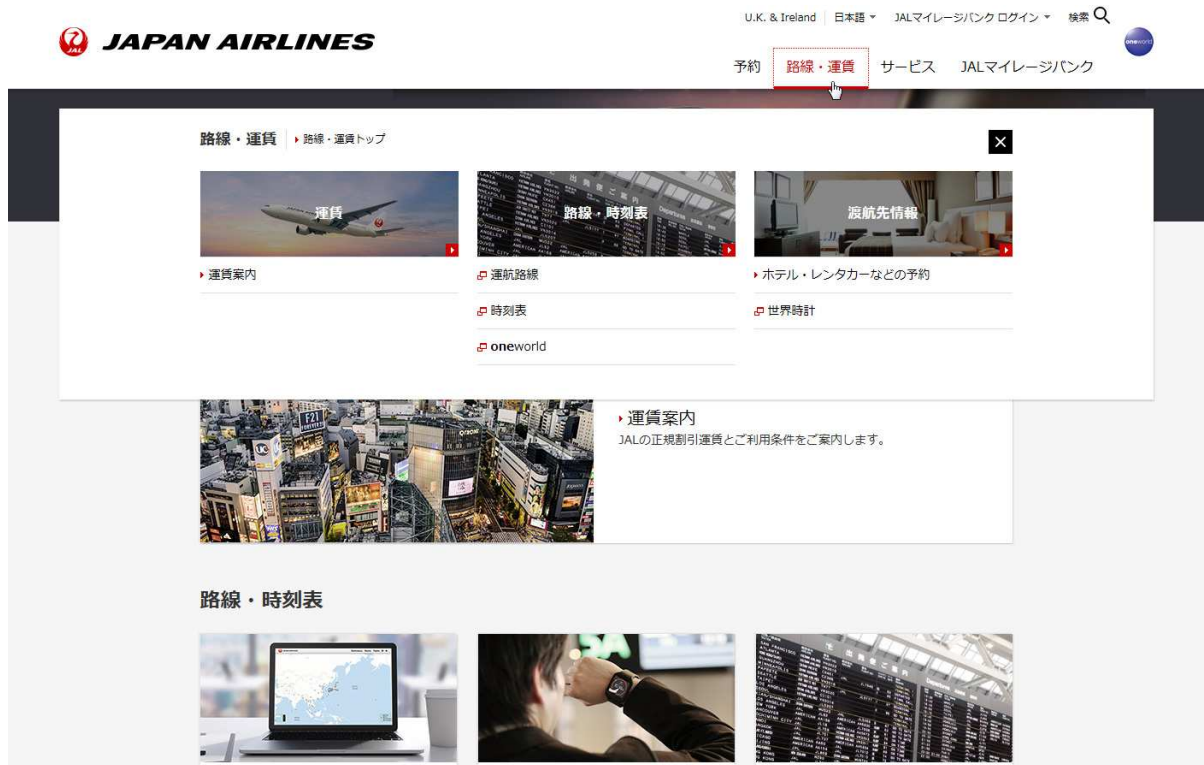 U.K. & Ireland 日本語 JALマイレージバンク ログイン 検索
JAL JAPAN AIRLINES
oneworld
予約 路線・運賃 サービス JALマイレージバンク
路線・運賃 路線・運賃トップ
運賃 路線・時刻表 渡航先情報
運賃案内 運航路線 ホテル・レンタカーなどの予約
時刻表 世界時計
oneworld
F21
運賃案内
JALの正規割引運賃とご利用条件をご案内します。
路線・時刻表